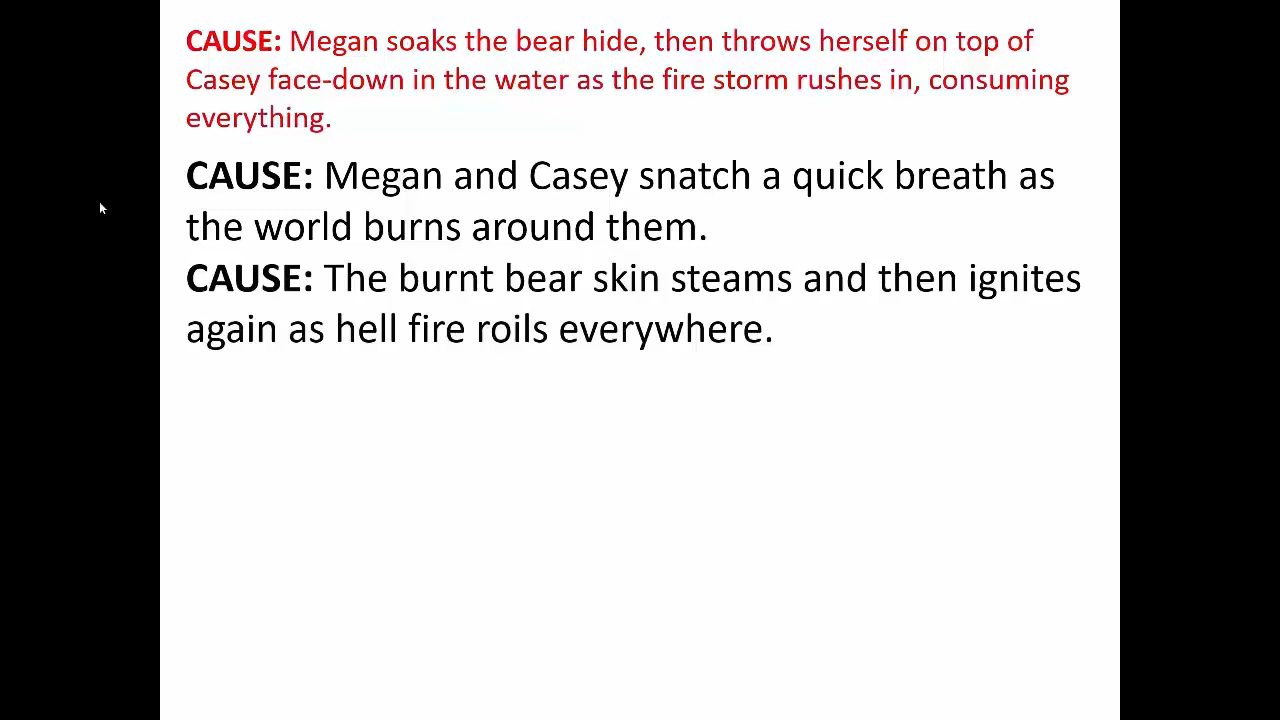 CAUSE: Megan soaks the bear hide, then throws herself on top of
Casey face-down in the water as the fire storm rushes in, consuming
everything.
CAUSE: Megan and Casey snatch a quick breath as
the world burns around them.
CAUSE: The burnt bear skin steams and then ignites
again as hell fire roils everywhere.